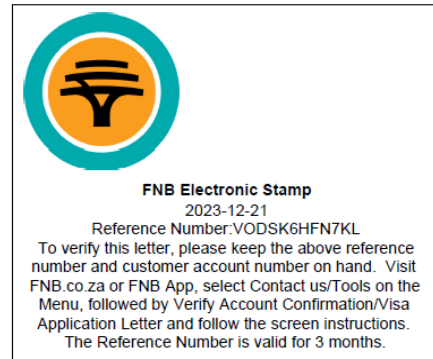 FNB Electronic Stamp
2023-12-21
Reference Number:VODSK6HFN7KL
To verify this letter, please keep the above reference
number and customer account number on hand.  Visit
FNB.co.za or FNB App, select Contact us/Tools on the
Menu, followed by Verify Account Confirmation/Visa
Application Letter and follow the screen instructions.
The Reference Number is valid for 3 months.